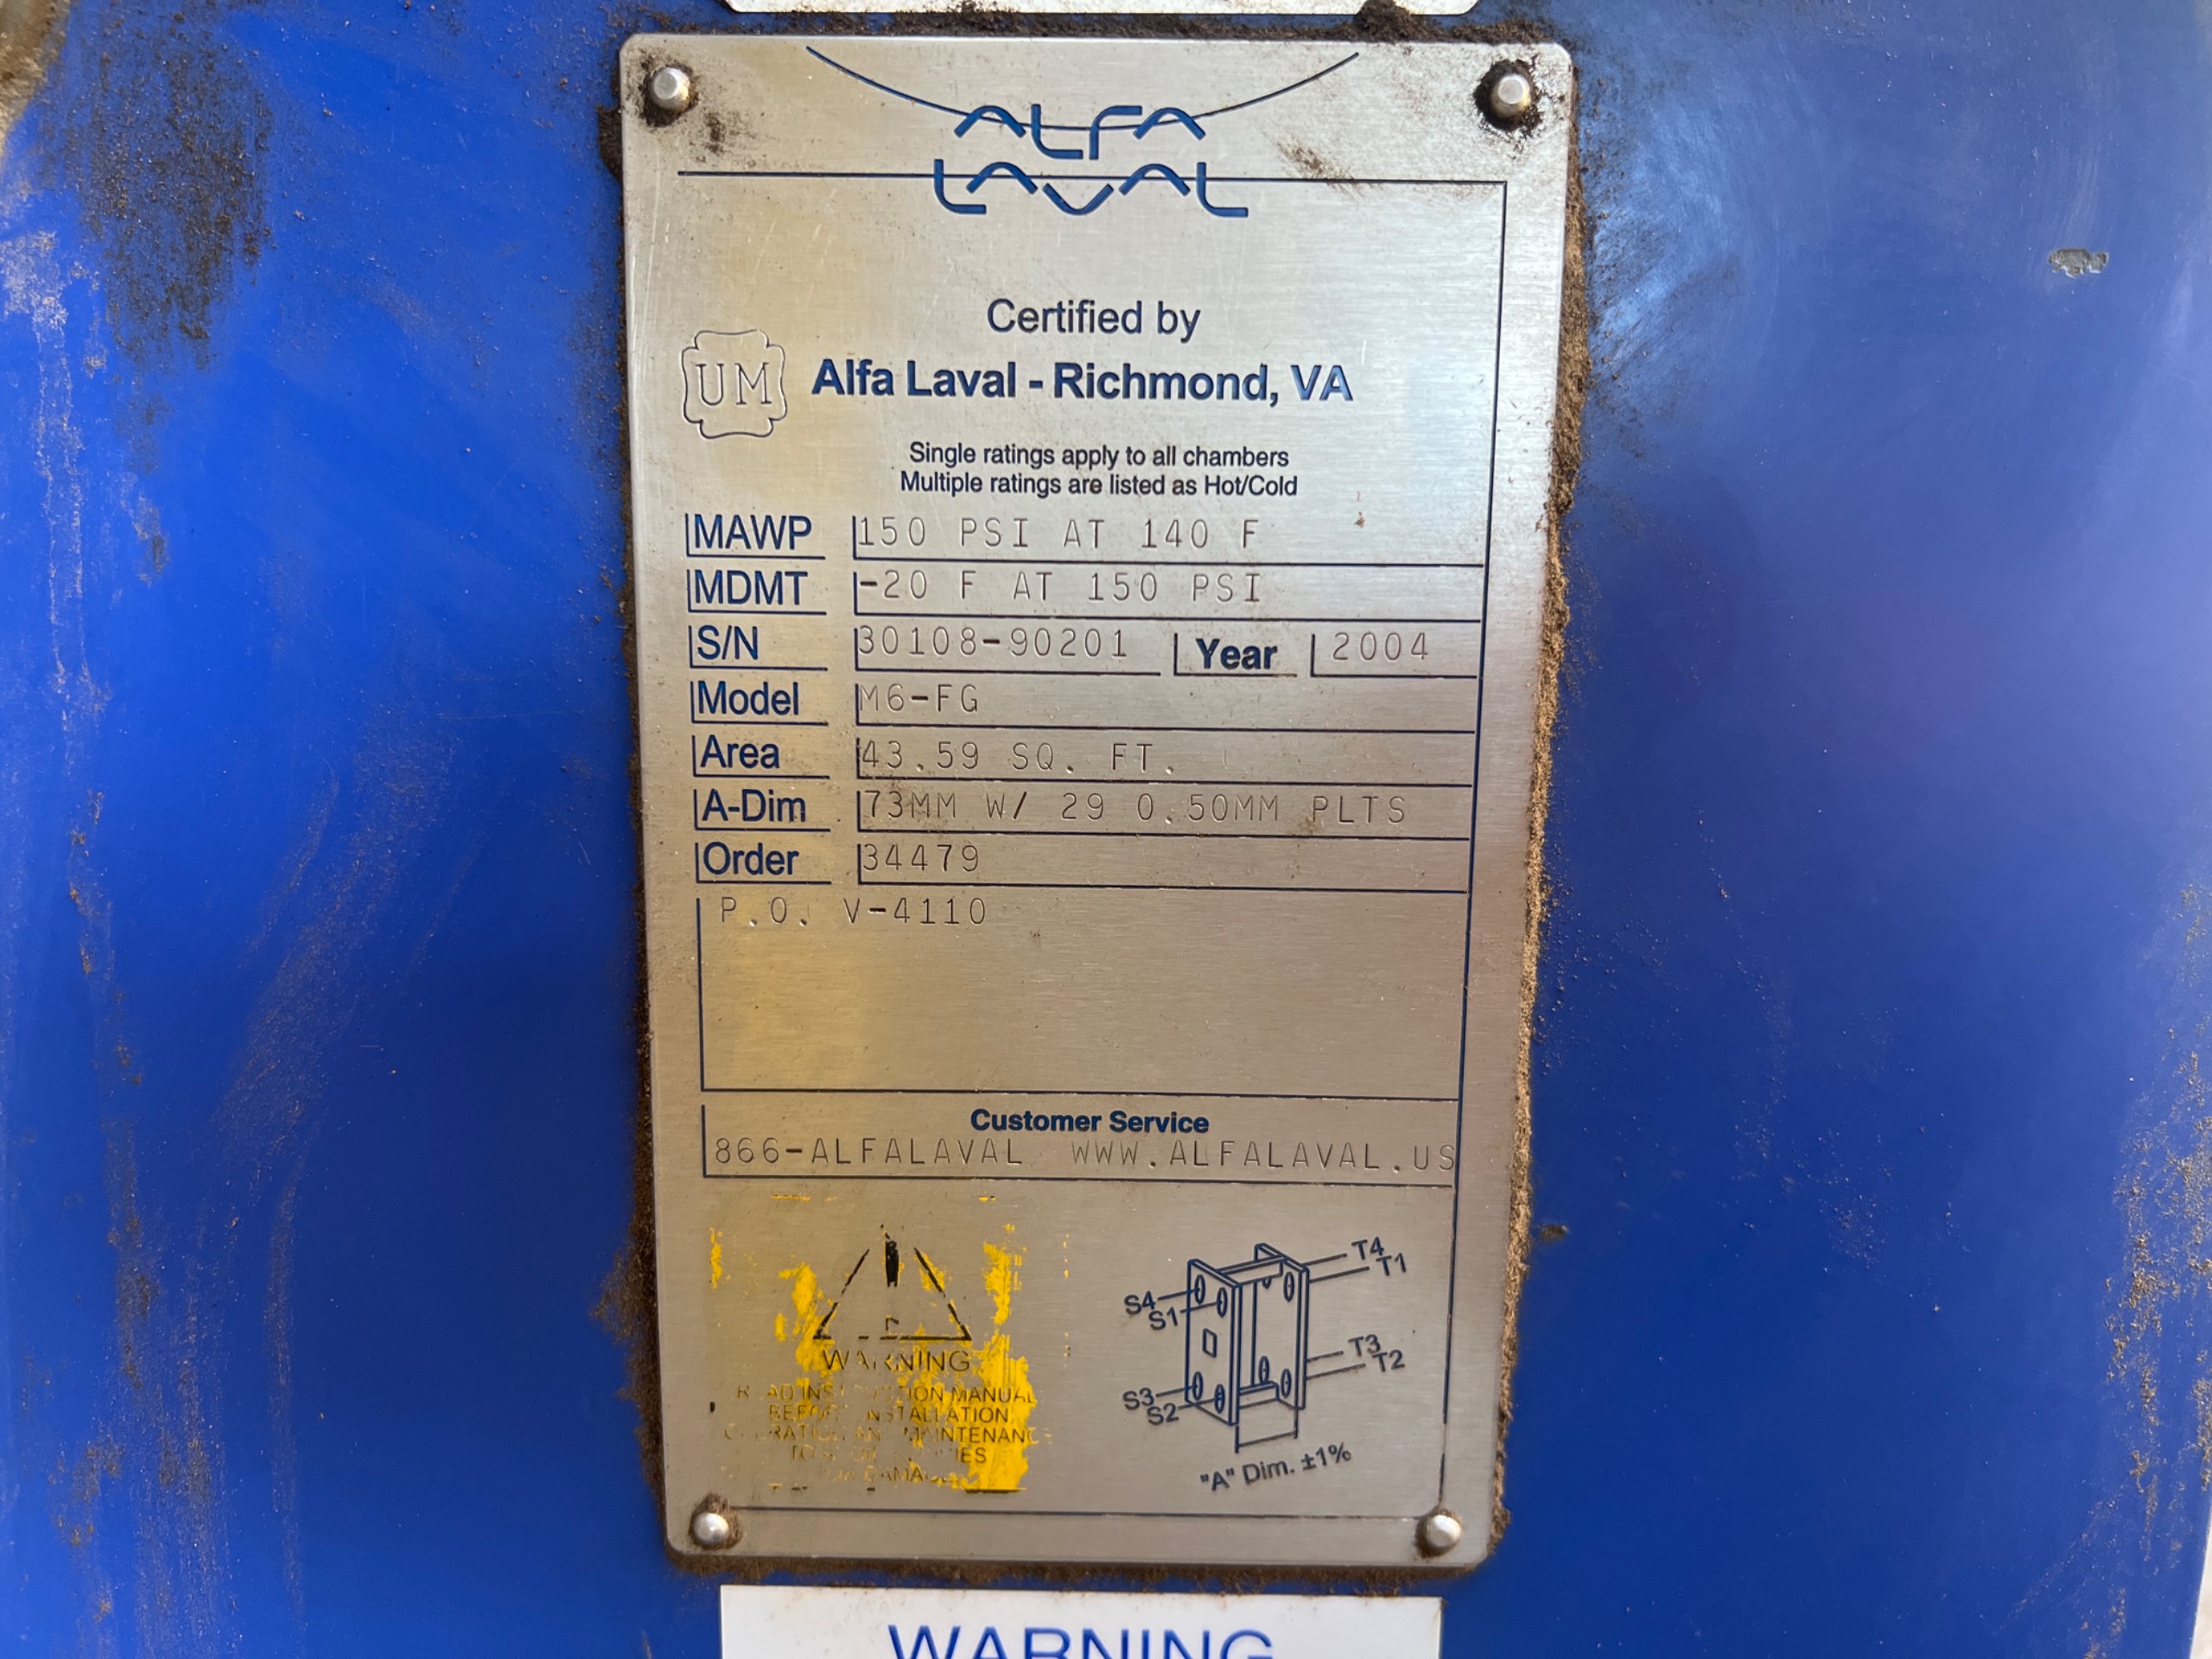 ALFA
LAVAL
Certified by
UM Alfa Laval - Richmond, VA
Single ratings apply to all chambers
Multiple ratings are listed as Hot/Cold
MAWP 150 PSI AT 140 F
MDMT -20 F AT 150 PSI
S/N 30108-90201 Year 2004
Model M6-FG
Area 43.59 SQ. FT.
A-Dim 73MM W/ 29 0.50MM PLTS
Order 34479
P.O. V-4110
Customer Service
866-ALFALAVAL WWW.ALFALAVAL.US
WARNING
MANUAL
INSTALLATION
T4
T1
S4
S1
T3
T2
S3
S2
"A" Dim. ±1%
WARNING